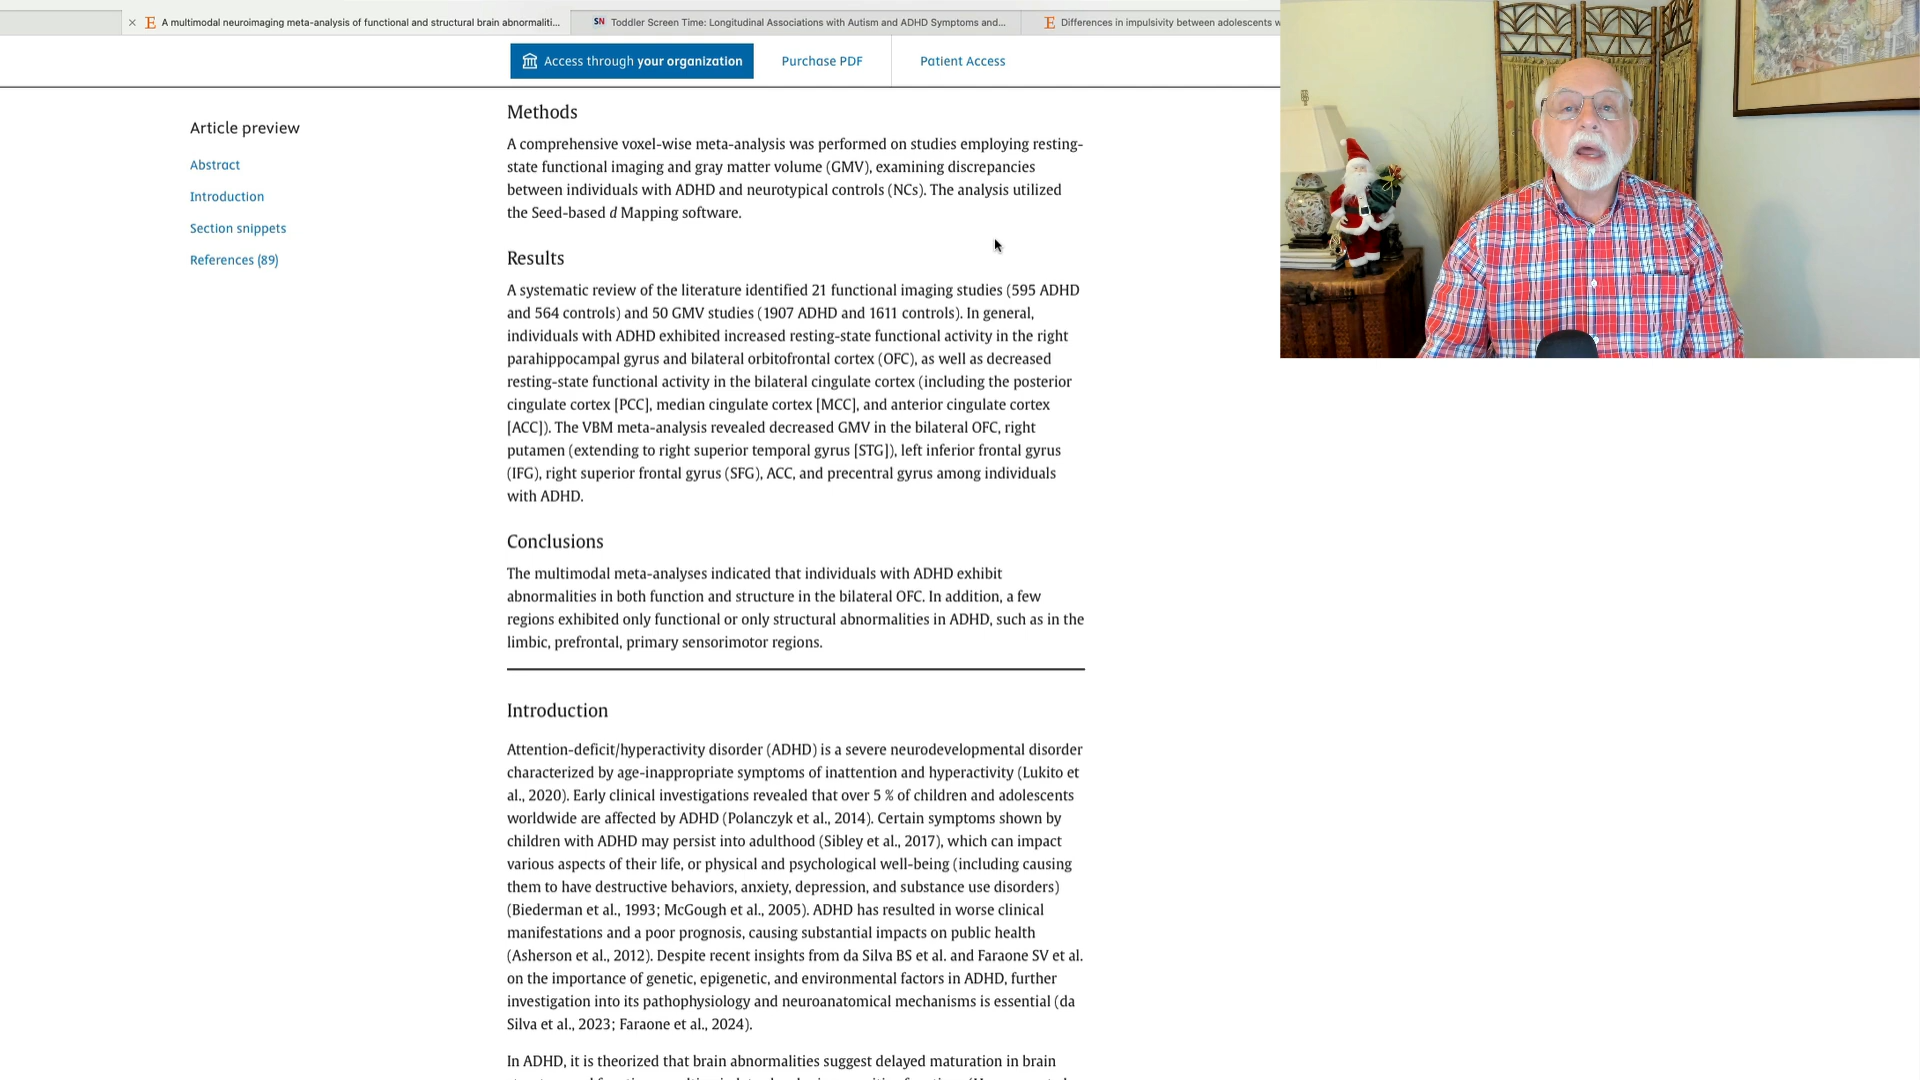 A multimodal neuroimaging meta-analysis of functional and structural brain abnormaliti...
SN Toddler Screen Time: Longitudinal Associations with Autism and ADHD Symptoms and...
Differences in impulsivity between adolescents w
Access through your organization
Purchase PDF
Patient Access
Article preview
Abstract
Introduction
Section snippets
References (89)
Methods
A comprehensive voxel-wise meta-analysis was performed on studies employing resting-
state functional imaging and gray matter volume (GMV), examining discrepancies
between individuals with ADHD and neurotypical controls (NCs). The analysis utilized
the Seed-based d Mapping software.
Results
A systematic review of the literature identified 21 functional imaging studies (595 ADHD
and 564 controls) and 50 GMV studies (1907 ADHD and 1611 controls). In general,
individuals with ADHD exhibited increased resting-state functional activity in the right
parahippocampal gyrus and bilateral orbitofrontal cortex (OFC), as well as decreased
resting-state functional activity in the bilateral cingulate cortex (including the posterior
cingulate cortex [PCC], median cingulate cortex [MCC], and anterior cingulate cortex
[ACC]). The VBM meta-analysis revealed decreased GMV in the bilateral OFC, right
putamen (extending to right superior temporal gyrus [STG]), left inferior frontal gyrus
(IFG), right superior frontal gyrus (SFG), ACC, and precentral gyrus among individuals
with ADHD.
Conclusions
The multimodal meta-analyses indicated that individuals with ADHD exhibit
abnormalities in both function and structure in the bilateral OFC. In addition, a few
regions exhibited only functional or only structural abnormalities in ADHD, such as in the
limbic, prefrontal, primary sensorimotor regions.
Introduction
Attention-deficit/hyperactivity disorder (ADHD) is a severe neurodevelopmental disorder
characterized by age-inappropriate symptoms of inattention and hyperactivity (Lukito et
al., 2020). Early clinical investigations revealed that over 5 % of children and adolescents
worldwide are affected by ADHD (Polanczyk et al., 2014). Certain symptoms shown by
children with ADHD may persist into adulthood (Sibley et al., 2017), which can impact
various aspects of their life, or physical and psychological well-being (including causing
them to have destructive behaviors, anxiety, depression, and substance use disorders)
(Biederman et al., 1993; McGough et al., 2005). ADHD has resulted in worse clinical
manifestations and a poor prognosis, causing substantial impacts on public health
(Asherson et al., 2012). Despite recent insights from da Silva BS et al. and Faraone SV et al.
on the importance of genetic, epigenetic, and environmental factors in ADHD, further
investigation into its pathophysiology and neuroanatomical mechanisms is essential (da
Silva et al., 2023; Faraone et al., 2024).
In ADHD, it is theorized that brain abnormalities suggest delayed maturation in brain